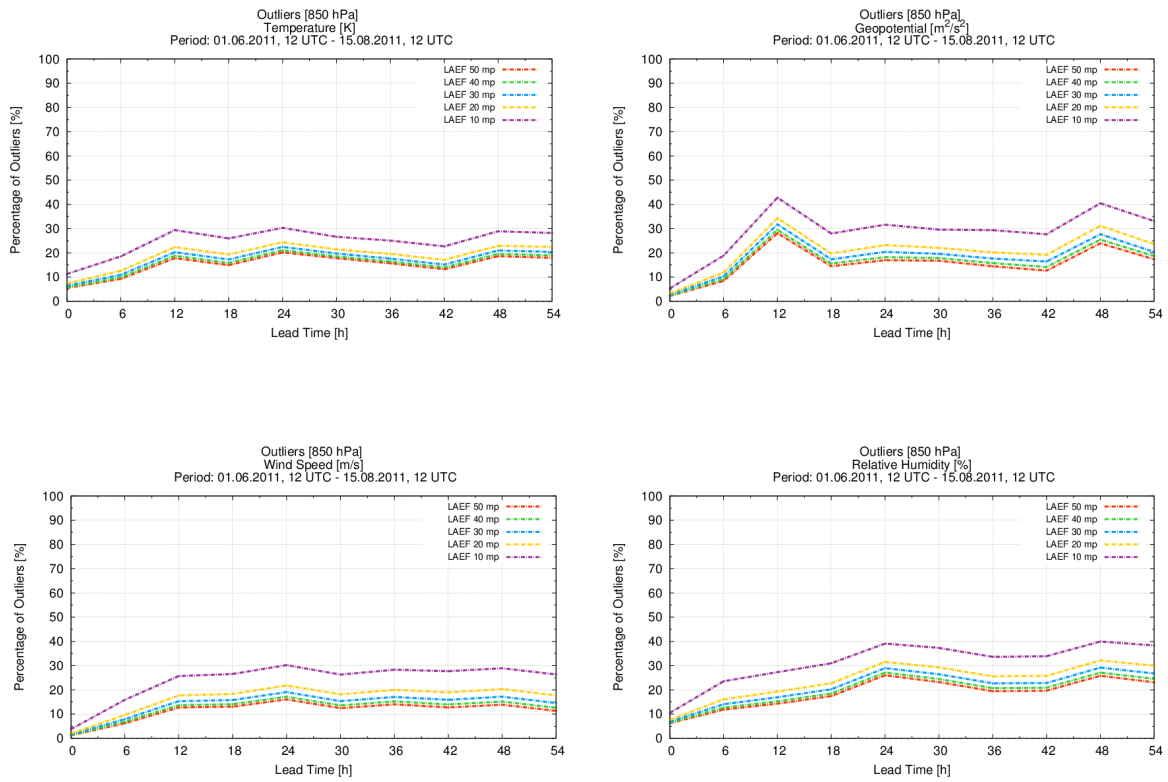 Outliers [850 hPa]
Temperature [K]
Period: 01.06.2011, 12 UTC - 15.08.2011, 12 UTC
100
90
80
70
60
50
40
30
20
10
0
Percentage of Outliers [%]
LAEF 50 mp
LAEF 40 mp
LAEF 30 mp
LAEF 20 mp
LAEF 10 mp
0 6 12 18 24 30 36 42 48 54
Lead Time [h]
Outliers [850 hPa]
Geopotential [m²/s²]
Period: 01.06.2011, 12 UTC - 15.08.2011, 12 UTC
100
90
80
70
60
50
40
30
20
10
0
Percentage of Outliers [%]
LAEF 50 mp
LAEF 40 mp
LAEF 30 mp
LAEF 20 mp
LAEF 10 mp
0 6 12 18 24 30 36 42 48 54
Lead Time [h]
Outliers [850 hPa]
Wind Speed [m/s]
Period: 01.06.2011, 12 UTC - 15.08.2011, 12 UTC
100
90
80
70
60
50
40
30
20
10
0
Percentage of Outliers [%]
LAEF 50 mp
LAEF 40 mp
LAEF 30 mp
LAEF 20 mp
LAEF 10 mp
0 6 12 18 24 30 36 42 48 54
Lead Time [h]
Outliers [850 hPa]
Relative Humidity [%]
Period: 01.06.2011, 12 UTC - 15.08.2011, 12 UTC
100
90
80
70
60
50
40
30
20
10
0
Percentage of Outliers [%]
LAEF 50 mp
LAEF 40 mp
LAEF 30 mp
LAEF 20 mp
LAEF 10 mp
0 6 12 18 24 30 36 42 48 54
Lead Time [h]